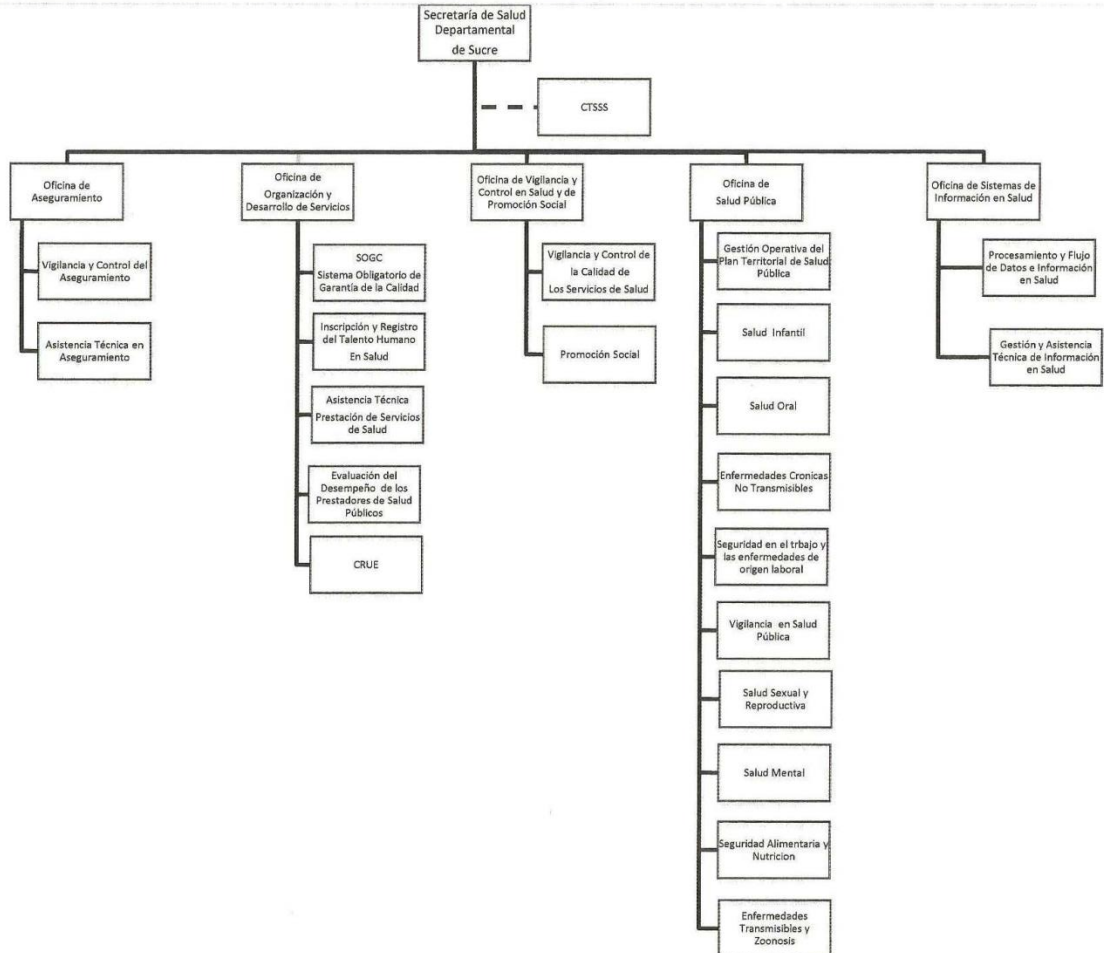 Secretaría de Salud
Departamental
de Sucre
CTSSS
Oficina de
Aseguramiento
Oficina de
Organización y
Desarrollo de Servicios
Oficina de Vigilancia y
Control en Salud y de
Promoción Social
Oficina de
Salud Pública
Oficina de Sistemas de
Información en Salud
Vigilancia y Control del
Aseguramiento
Asistencia Técnica en
Aseguramiento
SOGC
Sistema Obligatorio de
Garantía de la Calidad
Inscripción y Registro
del Talento Humano
En Salud
Asistencia Técnica
Prestación de Servicios
de Salud
Evaluación del
Desempeño de los
Prestadores de Salud
Públicos
CRUE
Vigilancia y Control de
la Calidad de
Los Servicios de Salud
Promoción Social
Gestión Operativa del
Plan Territorial de Salud
Pública
Salud Infantil
Salud Oral
Enfermedades Cronicas
No Transmisibles
Seguridad en el trbajo y
las enfermedades de
origen laboral
Vigilancia en Salud
Pública
Salud Sexual y
Reproductiva
Salud Mental
Seguridad Alimentaria y
Nutricion
Enfermedades
Transmisibles y
Zoonosis
Procesamiento y Flujo
de Datos e Información
en Salud
Gestión y Asistencia
Técnica de Información
en Salud